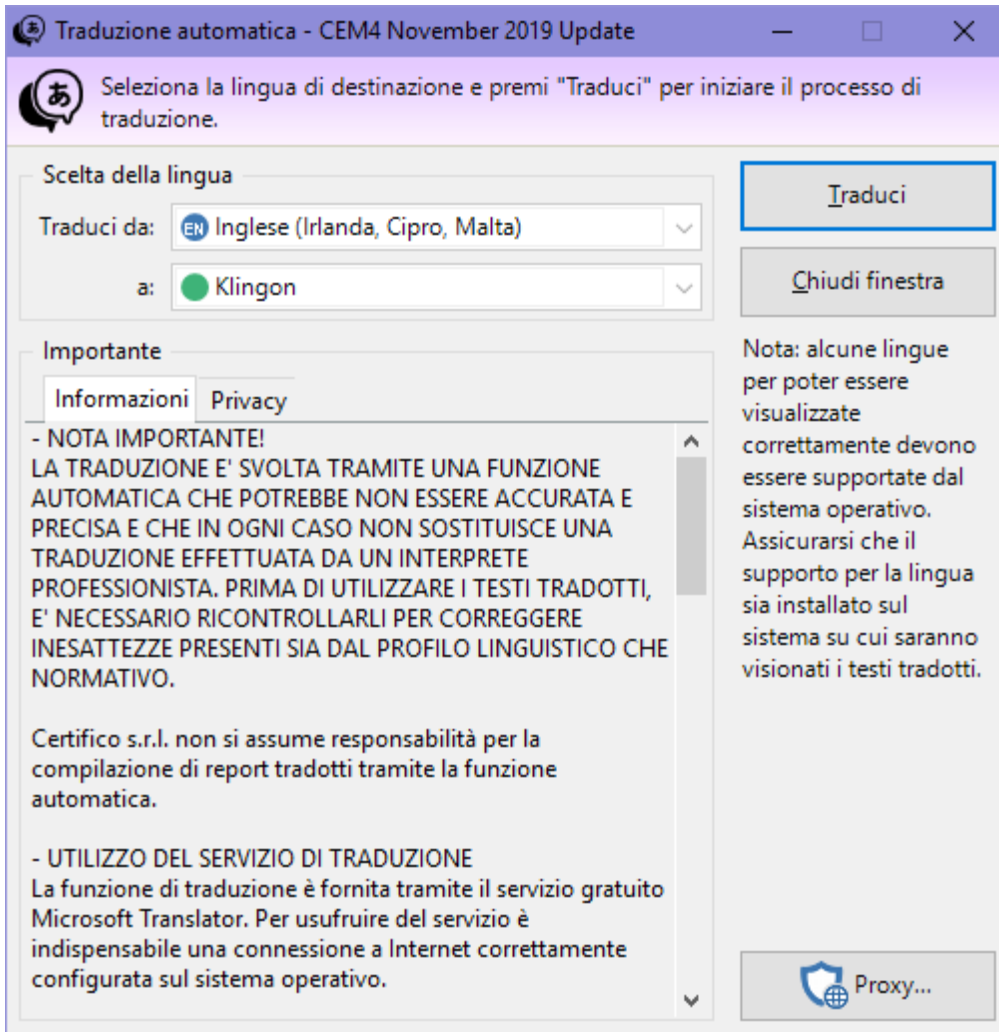 Traduzione automatica - CEM4 November 2019 Update
Seleziona la lingua di destinazione e premi "Traduci" per iniziare il processo di
traduzione.
Scelta della lingua
Traduci da:
EN Inglese (Irlanda, Cipro, Malta)
a:
Klingon
Traduci
Chiudi finestra
Importante
Informazioni
Privacy
- NOTA IMPORTANTE!
LA TRADUZIONE E' SVOLTA TRAMITE UNA FUNZIONE
AUTOMATICA CHE POTREBBE NON ESSERE ACCURATA E
PRECISA E CHE IN OGNI CASO NON SOSTITUISCE UNA
TRADUZIONE EFFETTUATA DA UN INTERPRETE
PROFESSIONISTA. PRIMA DI UTILIZZARE I TESTI TRADOTTI,
E' NECESSARIO RICONTROLLARLI PER CORREGGERE
INESATTEZZE PRESENTI SIA DAL PROFILO LINGUISTICO CHE
NORMATIVO.
Certifico s.r.l. non si assume responsabilità per la
compilazione di report tradotti tramite la funzione
automatica.
- UTILIZZO DEL SERVIZIO DI TRADUZIONE
La funzione di traduzione è fornita tramite il servizio gratuito
Microsoft Translator. Per usufruire del servizio è
indispensabile una connessione a Internet correttamente
configurata sul sistema operativo.
Nota: alcune lingue
per poter essere
visualizzate
correttamente devono
essere supportate dal
sistema operativo.
Assicurarsi che il
supporto per la lingua
sia installato sul
sistema su cui saranno
visionati i testi tradotti.
Proxy...